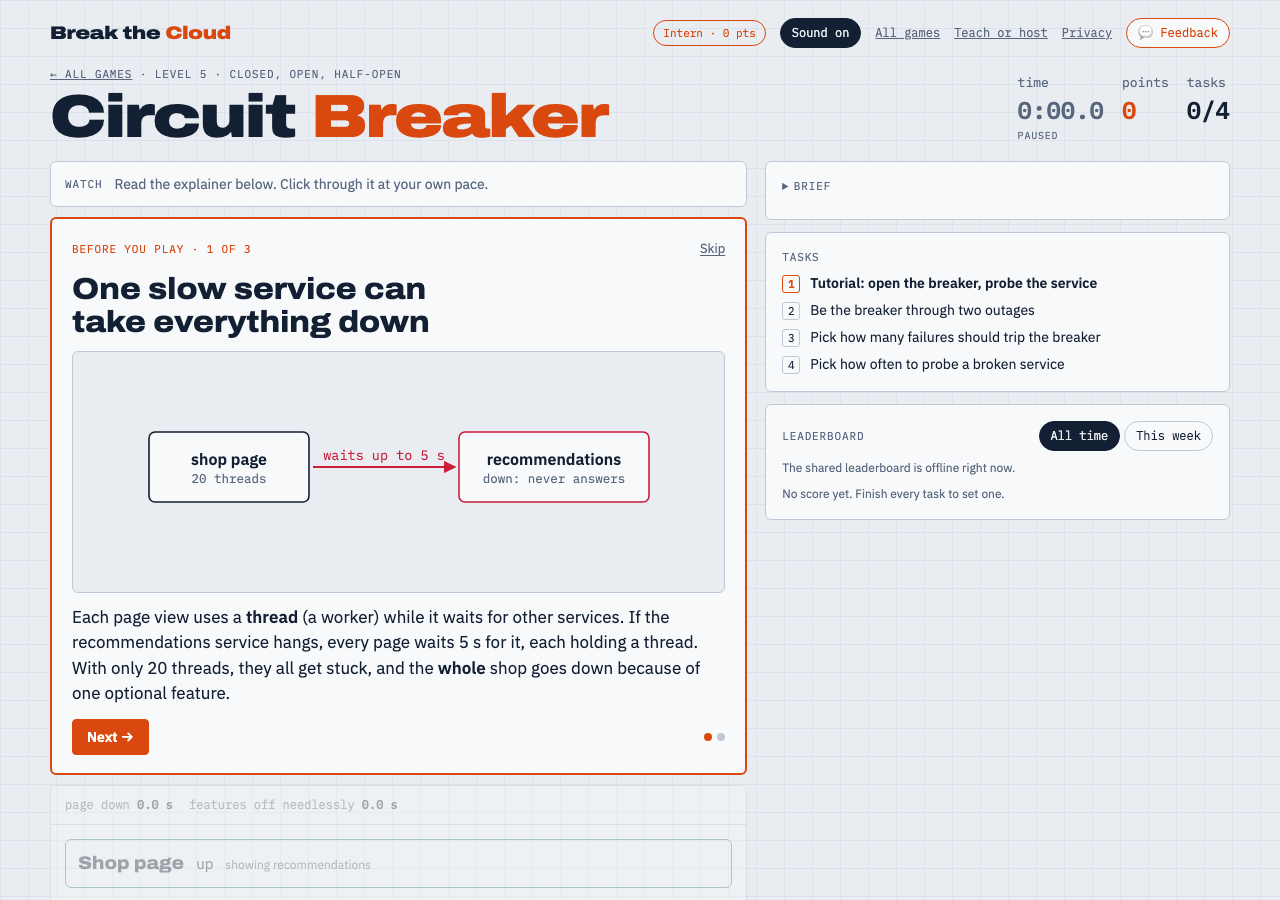 Break the Cloud
Intern · 0 pts
Sound on
All games
Teach or host
Privacy
💬 Feedback
← ALL GAMES · LEVEL 5 · CLOSED, OPEN, HALF-OPEN
Circuit Breaker
time
0:00.0
PAUSED
points
0
tasks
0/4
WATCH Read the explainer below. Click through it at your own pace.
BEFORE YOU PLAY · 1 OF 3
Skip
One slow service can
take everything down
shop page
20 threads
waits up to 5 s
recommendations
down: never answers
Each page view uses a thread (a worker) while it waits for other services. If the
recommendations service hangs, every page waits 5 s for it, each holding a thread.
With only 20 threads, they all get stuck, and the whole shop goes down because of
one optional feature.
Next →
page down 0.0 s features off needlessly 0.0 s
Shop page up showing recommendations
▶ BRIEF
TASKS
1 Tutorial: open the breaker, probe the service
2 Be the breaker through two outages
3 Pick how many failures should trip the breaker
4 Pick how often to probe a broken service
LEADERBOARD
All time
This week
The shared leaderboard is offline right now.
No score yet. Finish every task to set one.